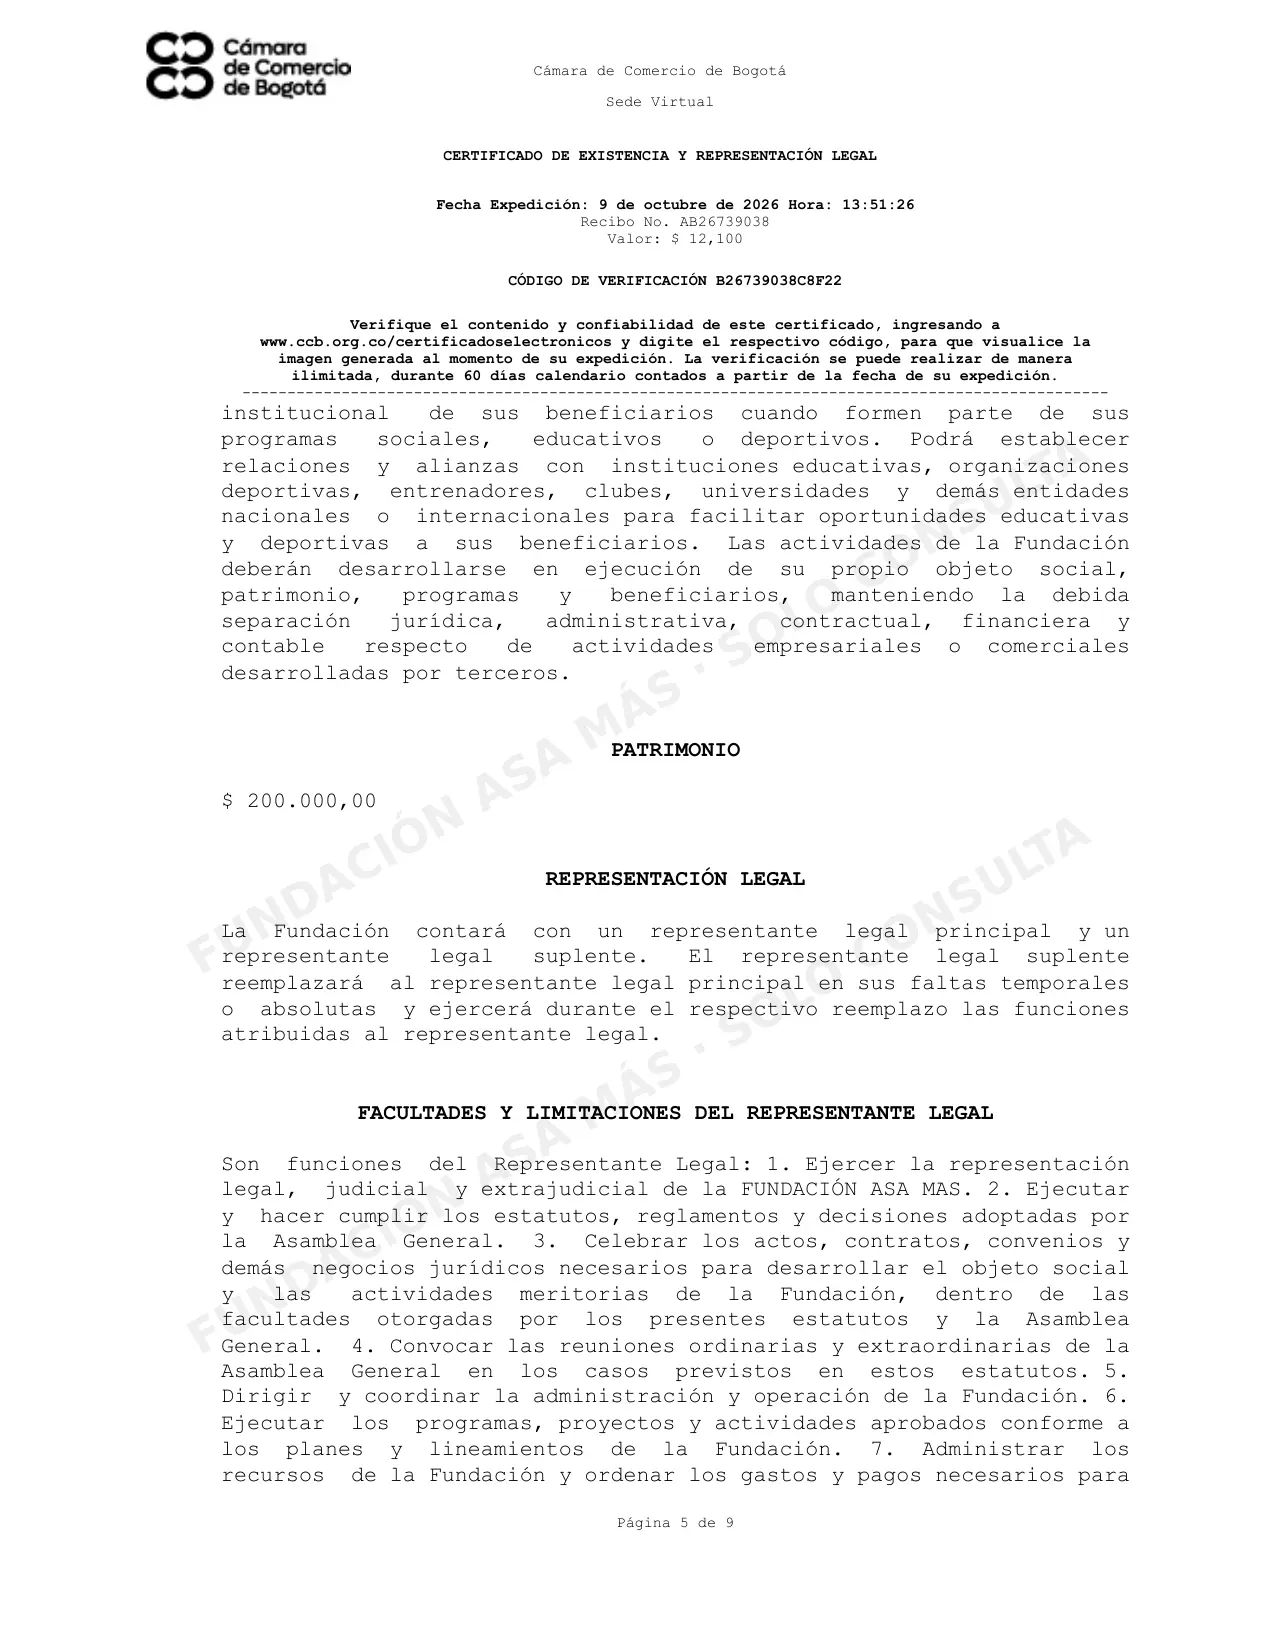 Cámara
de Comercio
de Bogotá
Cámara de Comercio de Bogotá
Sede Virtual
CERTIFICADO DE EXISTENCIA Y REPRESENTACIÓN LEGAL
Fecha Expedición: 9 de octubre de 2026 Hora: 13:51:26
Recibo No. AB26739038
Valor: $ 12,100
CÓDIGO DE VERIFICACIÓN B26739038C8F22
Verifique el contenido y confiabilidad de este certificado, ingresando a
www.ccb.org.co/certificadoselectronicos y digite el respectivo código, para que visualice la
imagen generada al momento de su expedición. La verificación se puede realizar de manera
ilimitada, durante 60 días calendario contados a partir de la fecha de su expedición.
------------------------------------------------------------------------------------------------
institucional de sus beneficiarios cuando formen parte de sus
programas sociales, educativos o deportivos. Podrá establecer
relaciones y alianzas con instituciones educativas, organizaciones
deportivas, entrenadores, clubes, universidades y demás entidades
nacionales o internacionales para facilitar oportunidades educativas
y deportivas a sus beneficiarios. Las actividades de la Fundación
deberán desarrollarse en ejecución de su propio objeto social,
patrimonio, programas y beneficiarios, manteniendo la debida
separación jurídica, administrativa, contractual, financiera y
contable respecto de actividades empresariales o comerciales
desarrolladas por terceros.
PATRIMONIO
$ 200.000,00
REPRESENTACIÓN LEGAL
La Fundación contará con un representante legal principal y un
representante legal suplente. El representante legal suplente
reemplazará al representante legal principal en sus faltas temporales
o absolutas y ejercerá durante el respectivo reemplazo las funciones
atribuidas al representante legal.
FACULTADES Y LIMITACIONES DEL REPRESENTANTE LEGAL
Son funciones del Representante Legal: 1. Ejercer la representación
legal, judicial y extrajudicial de la FUNDACIÓN ASA MAS. 2. Ejecutar
y hacer cumplir los estatutos, reglamentos y decisiones adoptadas por
la Asamblea General. 3. Celebrar los actos, contratos, convenios y
demás negocios jurídicos necesarios para desarrollar el objeto social
y las actividades meritorias de la Fundación, dentro de las
facultades otorgadas por los presentes estatutos y la Asamblea
General. 4. Convocar las reuniones ordinarias y extraordinarias de la
Asamblea General en los casos previstos en estos estatutos. 5.
Dirigir y coordinar la administración y operación de la Fundación. 6.
Ejecutar los programas, proyectos y actividades aprobados conforme a
los planes y lineamientos de la Fundación. 7. Administrar los
recursos de la Fundación y ordenar los gastos y pagos necesarios para
Página 5 de 9
FUNDACIÓN ASA MÁS · SOLO CONSULTA
FUNDACIÓN ASA MÁS · SOLO CONSULTA